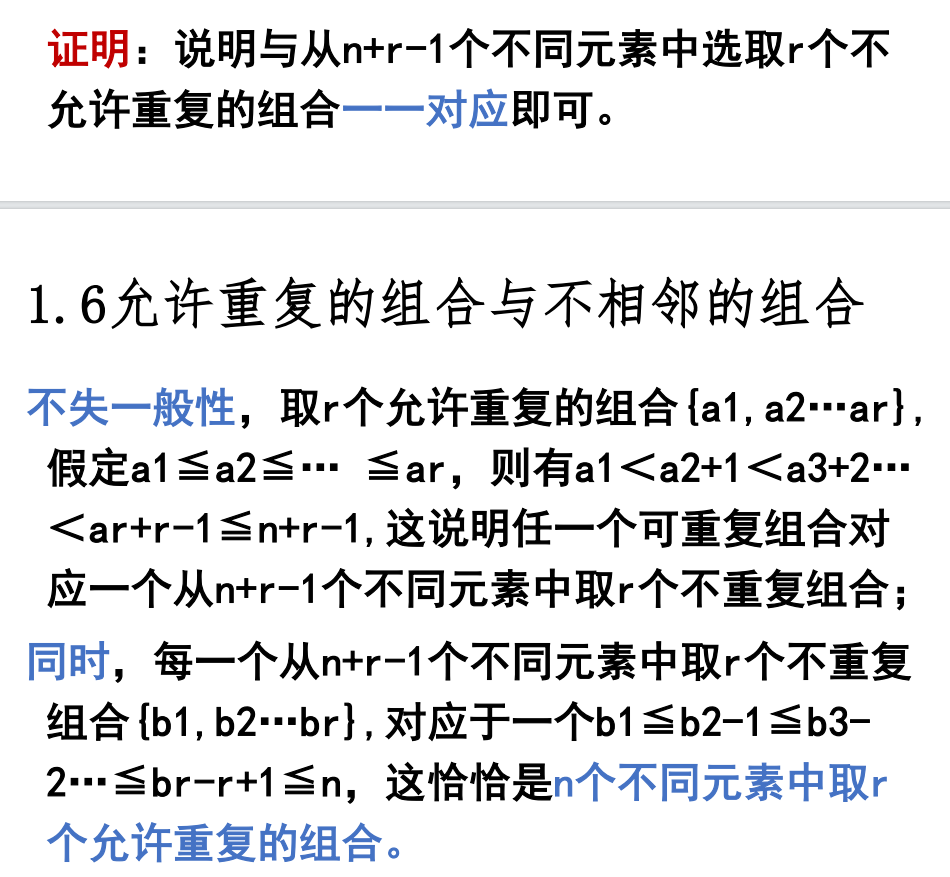 证明：说明与从n+r-1个不同元素中选取r个不
允许重复的组合一一对应即可。
1.6允许重复的组合与不相邻的组合
不失一般性，取r个允许重复的组合{a1,a2…ar},
假定a1≦a2≦… ≦ar，则有a1＜a2+1＜a3+2…
＜ar+r-1≦n+r-1,这说明任一个可重复组合对
应一个从n+r-1个不同元素中取r个不重复组合；
同时，每一个从n+r-1个不同元素中取r个不重复
组合{b1,b2…br},对应于一个b1≦b2-1≦b3-
2…≦br-r+1≦n，这恰恰是n个不同元素中取r
个允许重复的组合。